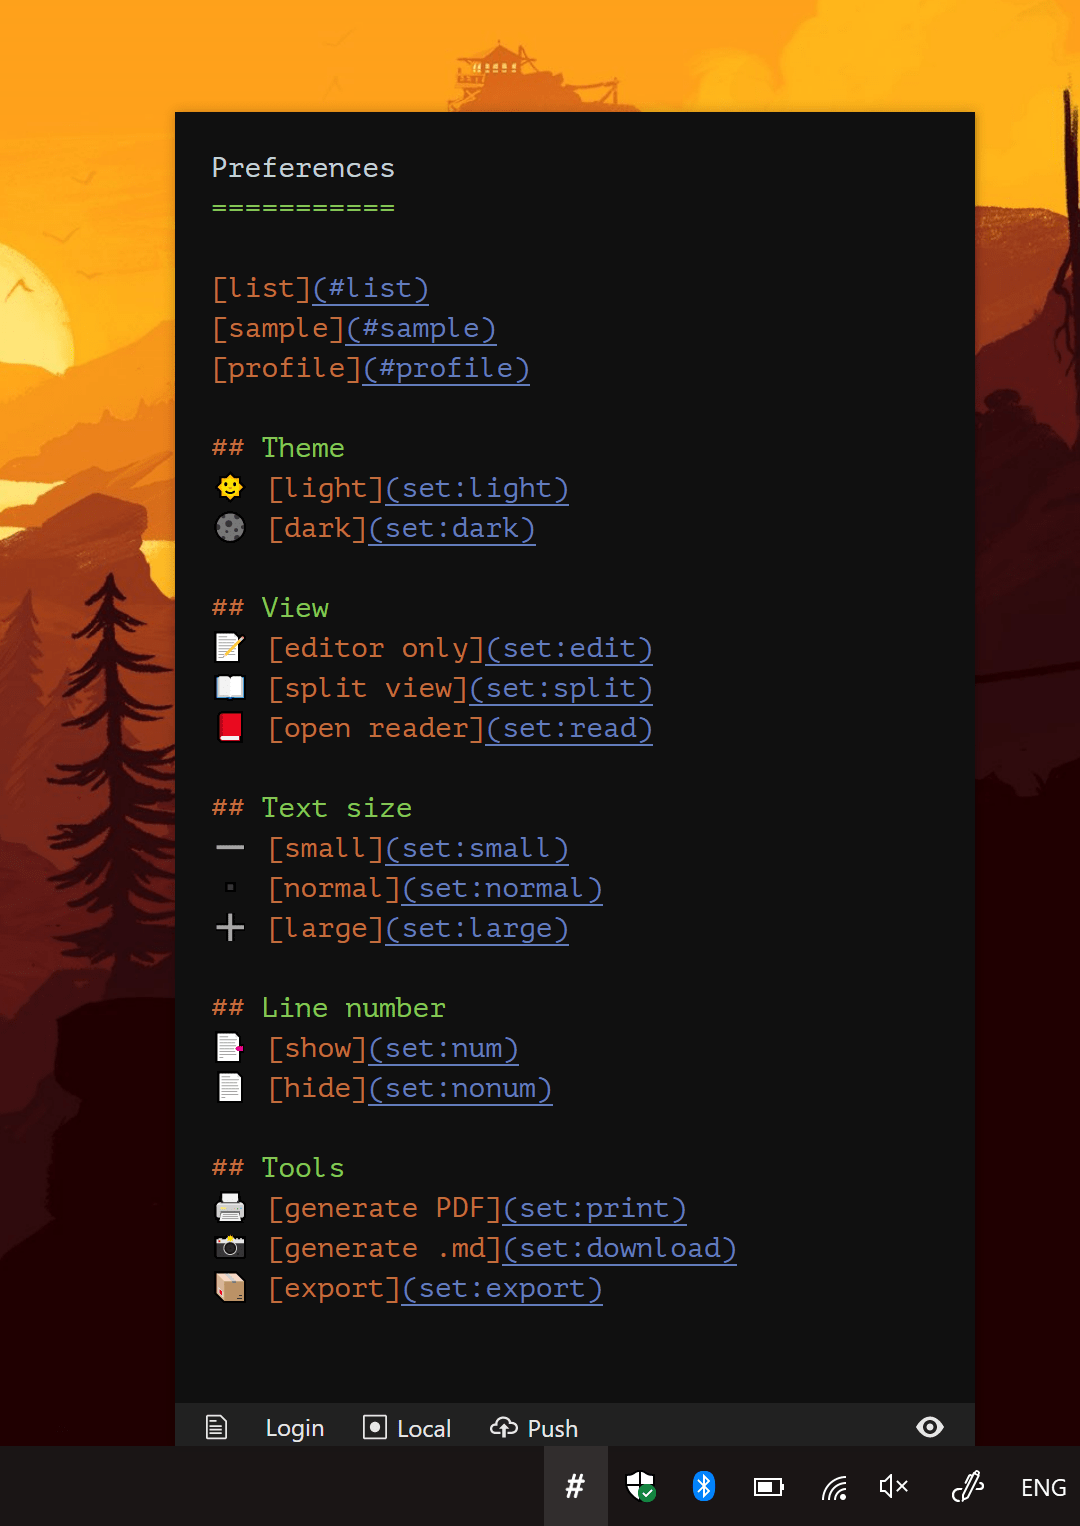 Preferences
===========
[list](#list)
[sample](#sample)
[profile](#profile)
## Theme
🌞 [light](set:light)
🌑 [dark](set:dark)
## View
📝 [editor only](set:edit)
📖 [split view](set:split)
📕 [open reader](set:read)
## Text size
➖ [small](set:small)
▪ [normal](set:normal)
➕ [large](set:large)
## Line number
📑 [show](set:num)
📄 [hide](set:nonum)
## Tools
🖨 [generate PDF](set:print)
📸 [generate .md](set:download)
📦 [export](set:export)
Login Local Push
# ENG